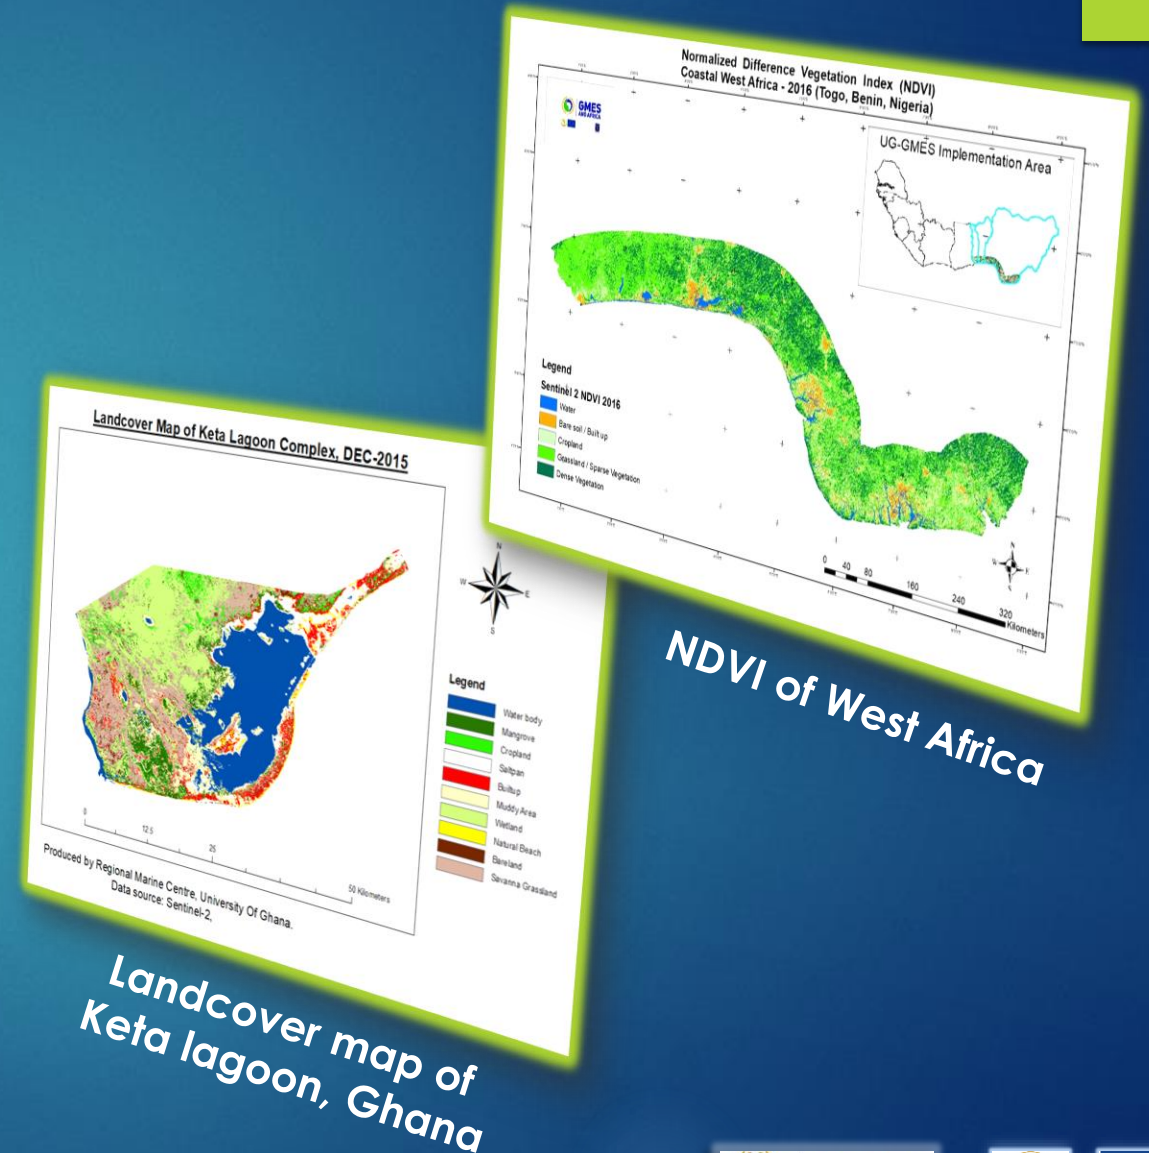 Normalized Difference Vegetation Index (NDVI)
Coastal West Africa - 2016 (Togo, Benin, Nigeria)
GMES
AND AFRICA
UG-GMES Implementation Area
Legend
Sentinel 2 NDVI 2016
Water
Bare soil / Built up
Cropland
Grassland / Sparse Vegetation
Dense Vegetation
N
0 40 80 160 240 320
Kilometers
NDVI of West Africa
Landcover Map of Keta Lagoon Complex, DEC-2015
N
W
E
S
Legend
Water body
Mangrove
Cropland
Saltpan
Builtup
Muddy Area
Wetland
Natural Beach
Bareland
Savanna Grassland
0 12.5 25 50 Kilometers
Produced by Regional Marine Centre, University Of Ghana.
Data source: Sentinel-2,
Landcover map of
Keta lagoon, Ghana